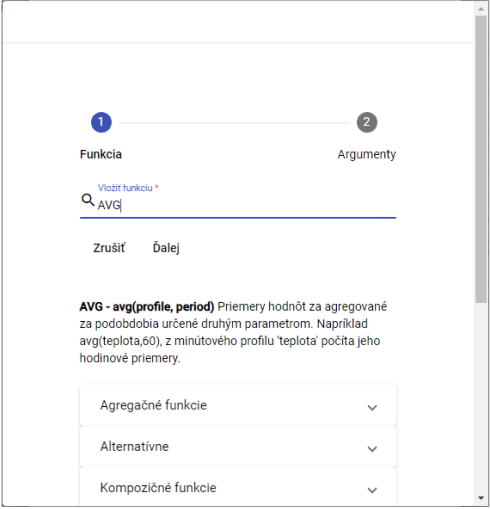 1 2
Funkcia Argumenty
Vložiť funkciu *
AVG
Zrušiť Ďalej
AVG - avg(profile, period) Priemery hodnôt za agregované
za podobdobia určené druhým parametrom. Napríklad
avg(teplota,60), z minútového profilu 'teplota' počíta jeho
hodinové priemery.
Agregačné funkcie
Alternatívne
Kompozičné funkcie